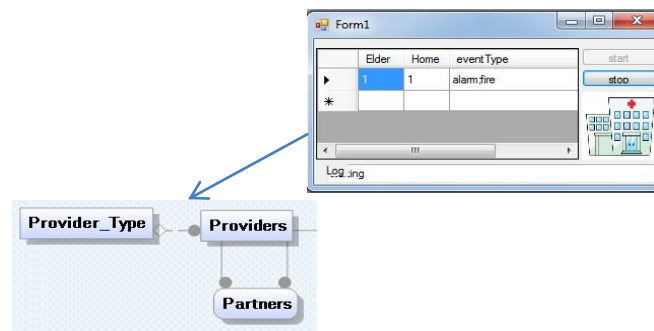 Form1
Elder Home eventType start
1 1 alarm;fire stop
Log
Provider_Type Providers
Partners